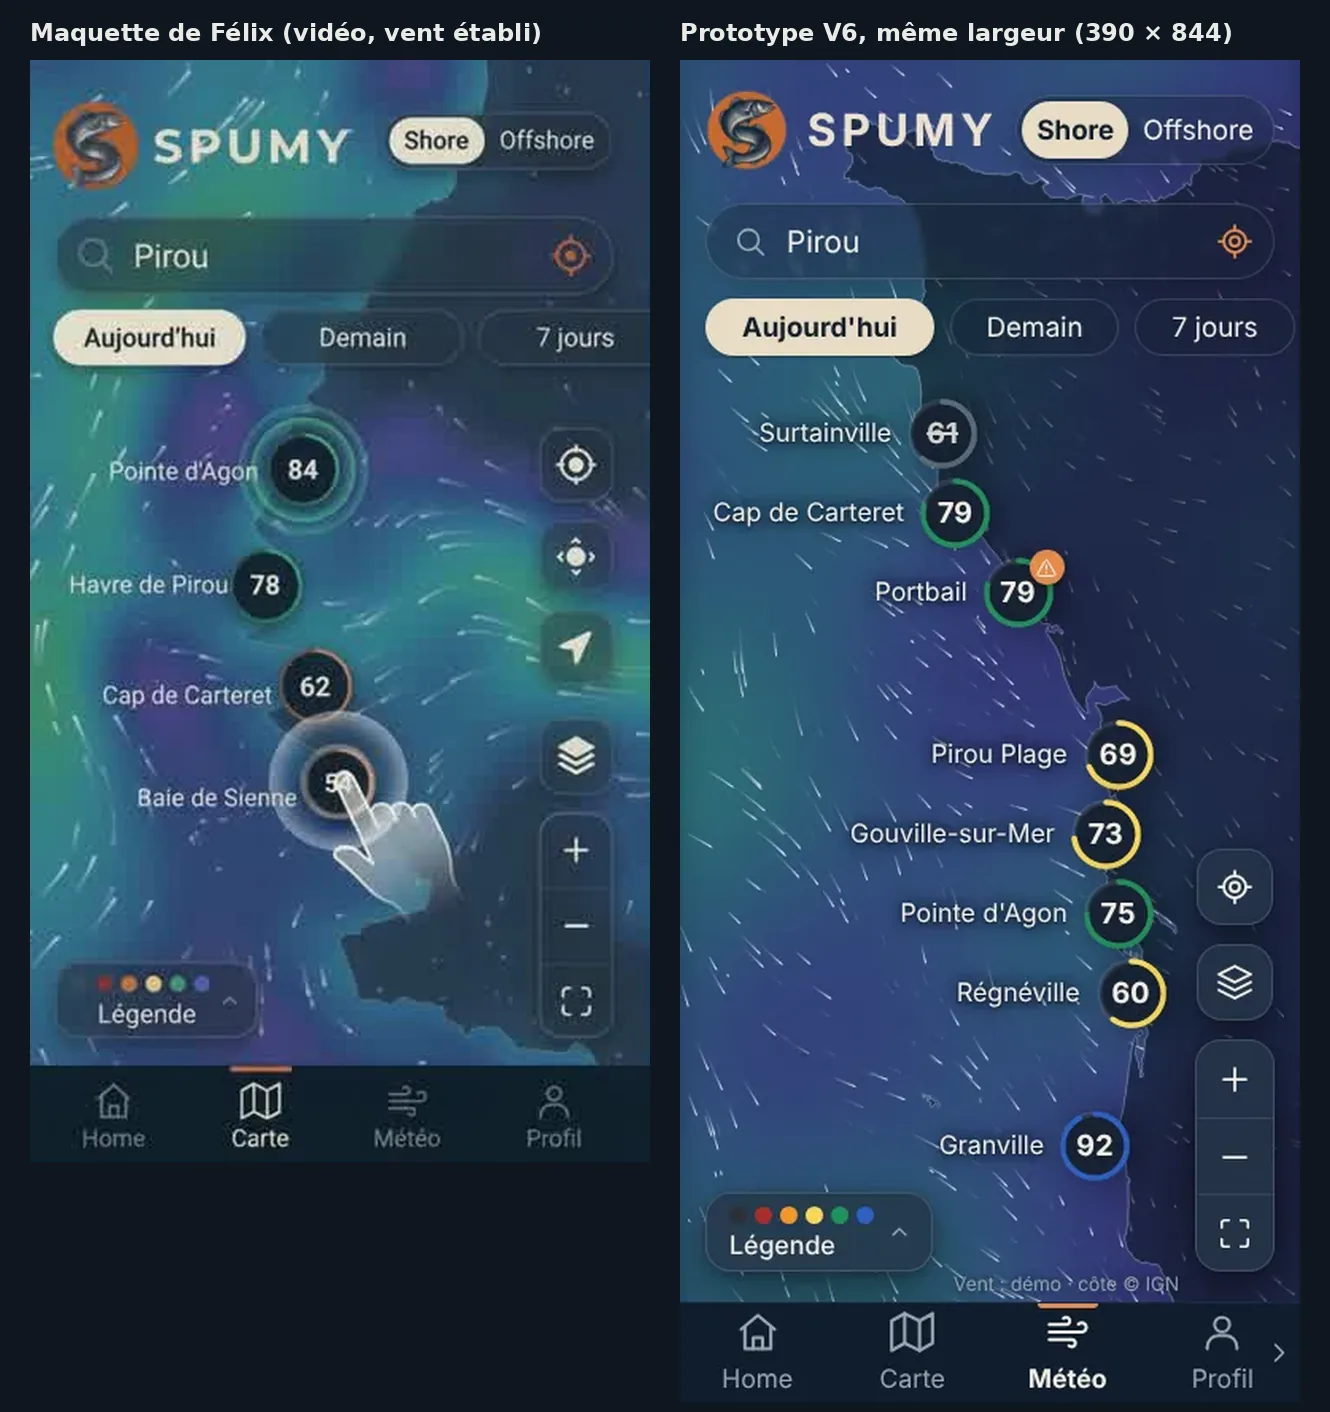 Maquette de Félix (vidéo, vent établi)
SPUMY
Shore
Offshore
Pirou
Aujourd'hui
Demain
7 jours
Pointe d'Agon
84
Havre de Pirou
78
Cap de Carteret
62
Baie de Sienne
Légende
Home
Carte
Météo
Profil
Prototype V6, même largeur (390 × 844)
SPUMY
Shore
Offshore
Pirou
Aujourd'hui
Demain
7 jours
Surtainville
61
Cap de Carteret
79
Portbail
79
Pirou Plage
69
Gouville-sur-Mer
73
Pointe d'Agon
75
Régnéville
60
Granville
92
Légende
Vent : démo · côte © IGN
Home
Carte
Météo
Profil